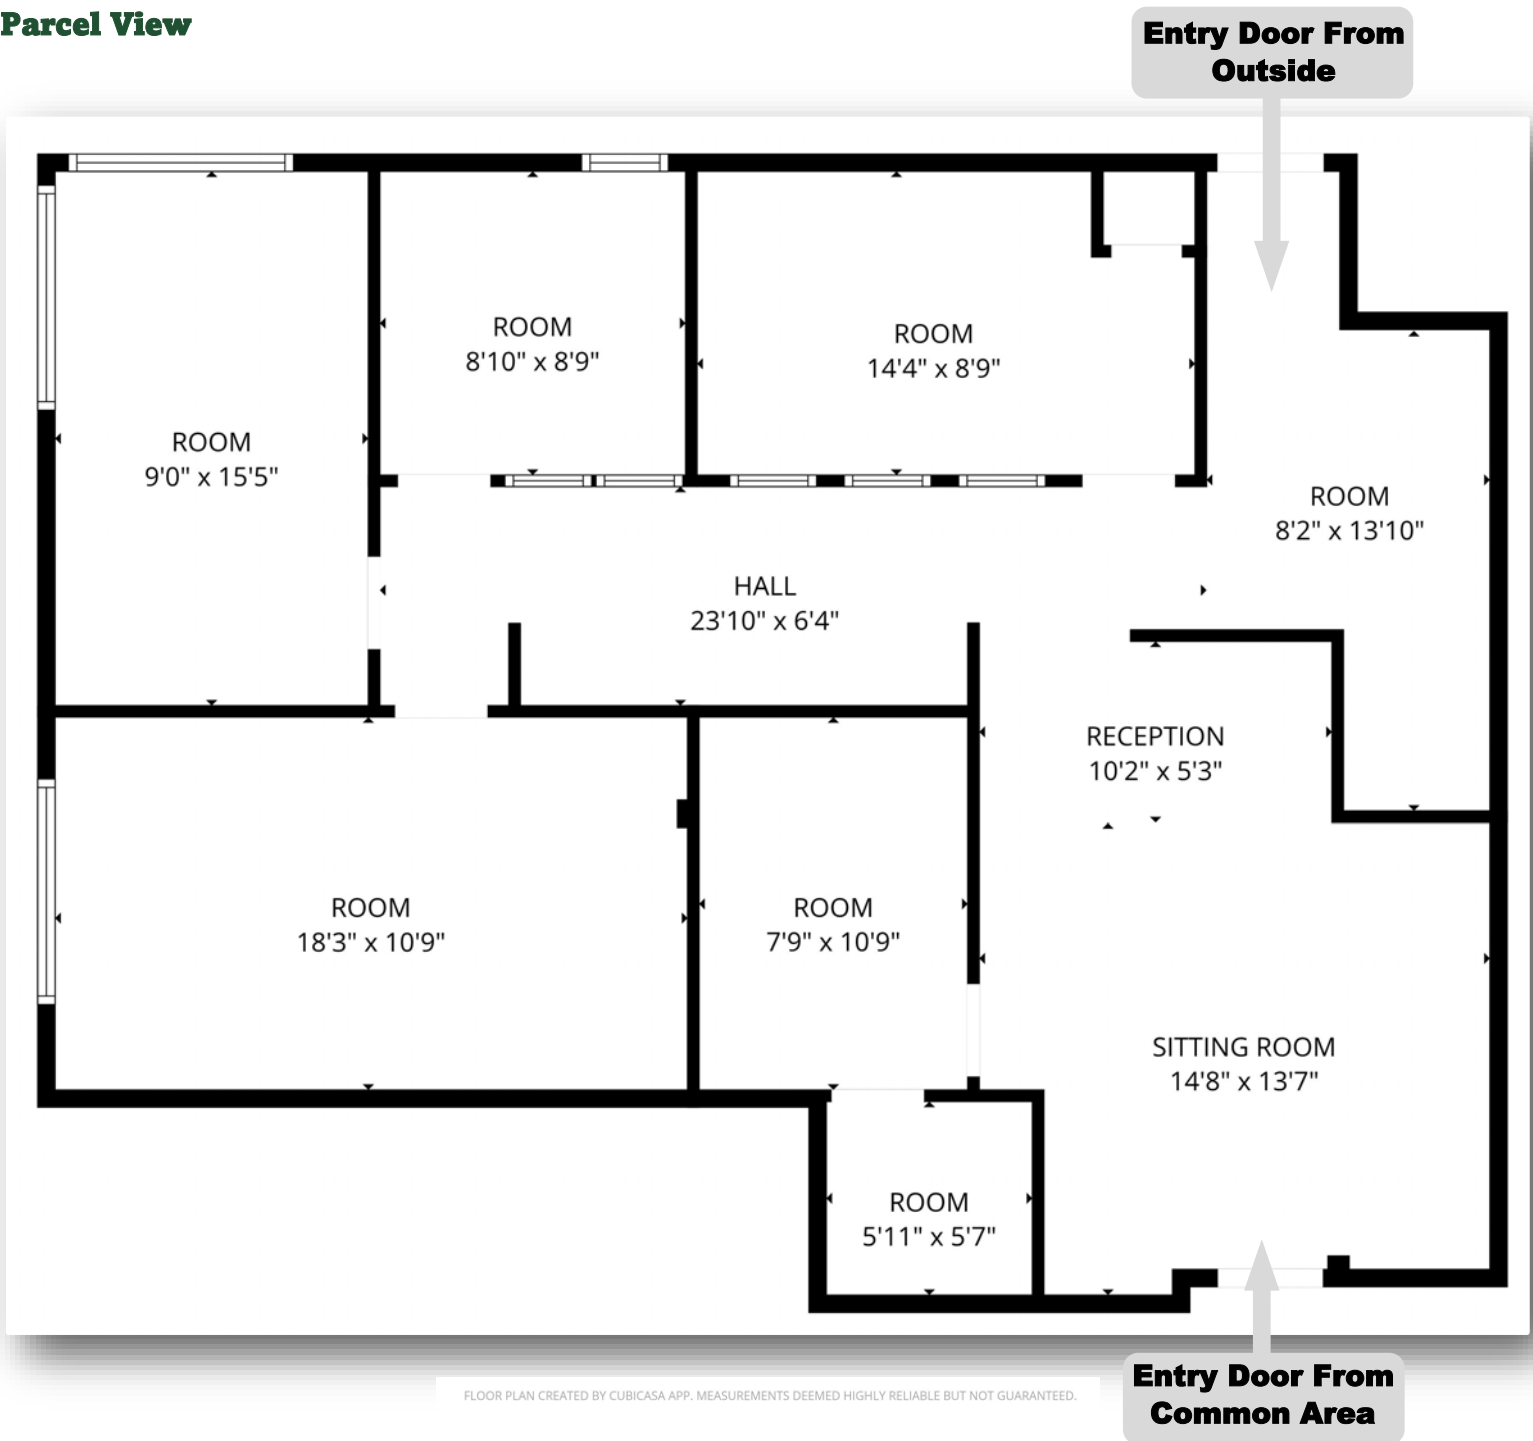 Parcel View
Entry Door From
Outside
ROOM
8'10" x 8'9"
ROOM
14'4" x 8'9"
ROOM
9'0" x 15'5"
ROOM
8'2" x 13'10"
HALL
23'10" x 6'4"
RECEPTION
10'2" x 5'3"
ROOM
18'3" x 10'9"
ROOM
7'9" x 10'9"
SITTING ROOM
14'8" x 13'7"
ROOM
5'11" x 5'7"
Entry Door From
Common Area
FLOOR PLAN CREATED BY CUBICASA APP. MEASUREMENTS DEEMED HIGHLY RELIABLE BUT NOT GUARANTEED.